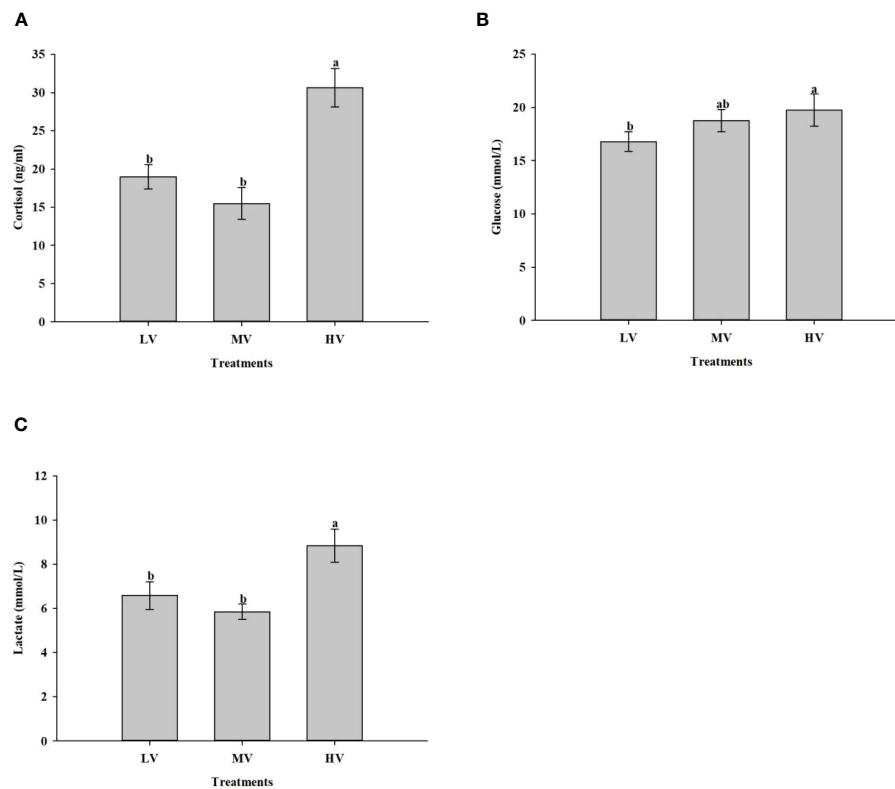 A
Cortisol (ng/ml)
35
30
25
20
15
10
5
0
b
b
a
LV
MV
HV
Treatments
B
Glucose (mmol/L)
25
20
15
10
5
0
b
ab
a
LV
MV
HV
Treatments
C
Lactate (mmol/L)
12
10
8
6
4
2
0
b
b
a
LV
MV
HV
Treatments